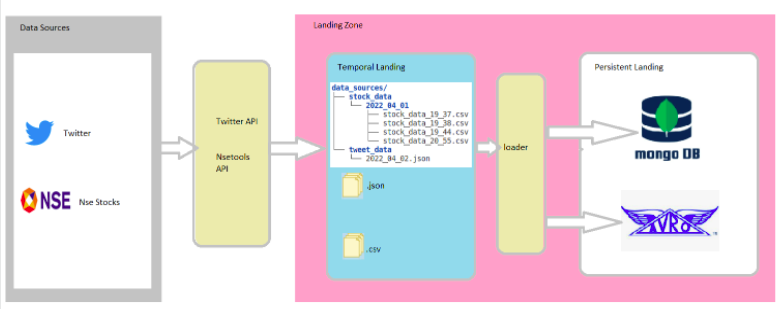 Data Sources
Twitter
NSE Nse Stocks
Twitter API
Nsetools
API
Landing Zone
Temporal Landing
data_sources/
stock_data
2022_04_01
stock_data_19_37.csv
stock_data_19_38.csv
stock_data_19_44.csv
stock_data_20_55.csv
tweet_data
2022_04_02.json
.json
.csv
loader
Persistent Landing
mongo DB
AVRO